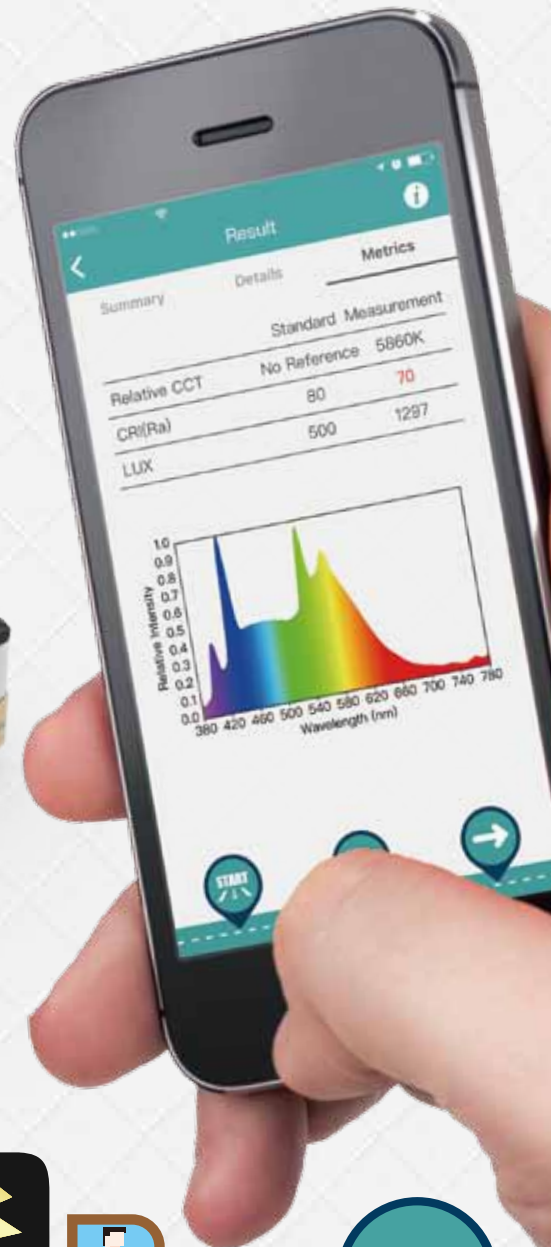 Result
i
Summary Details Metrics
Standard Measurement
Relative CCT No Reference 5860K
CRI(Ra) 80 70
LUX 500 1297
Relative Intensity
1.0
0.9
0.8
0.7
0.6
0.5
0.4
0.3
0.2
0.1
0.0
380 420 460 500 540 580 620 660 700 740 780
Wavelength (nm)
START